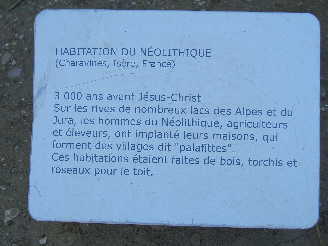 HABITATION DU NÉOLITHIQUE
(Charavines, Isère, France)
3 000 ans avant Jésus-Christ
Sur les rives de nombreux lacs des Alpes et du
Jura, les hommes du Néolithique, agriculteurs
et éleveurs, ont implanté leurs maisons, qui
forment des villages dit "palafittes".
Ces habitations étaient faites de bois, torchis et
roseaux pour le toit.